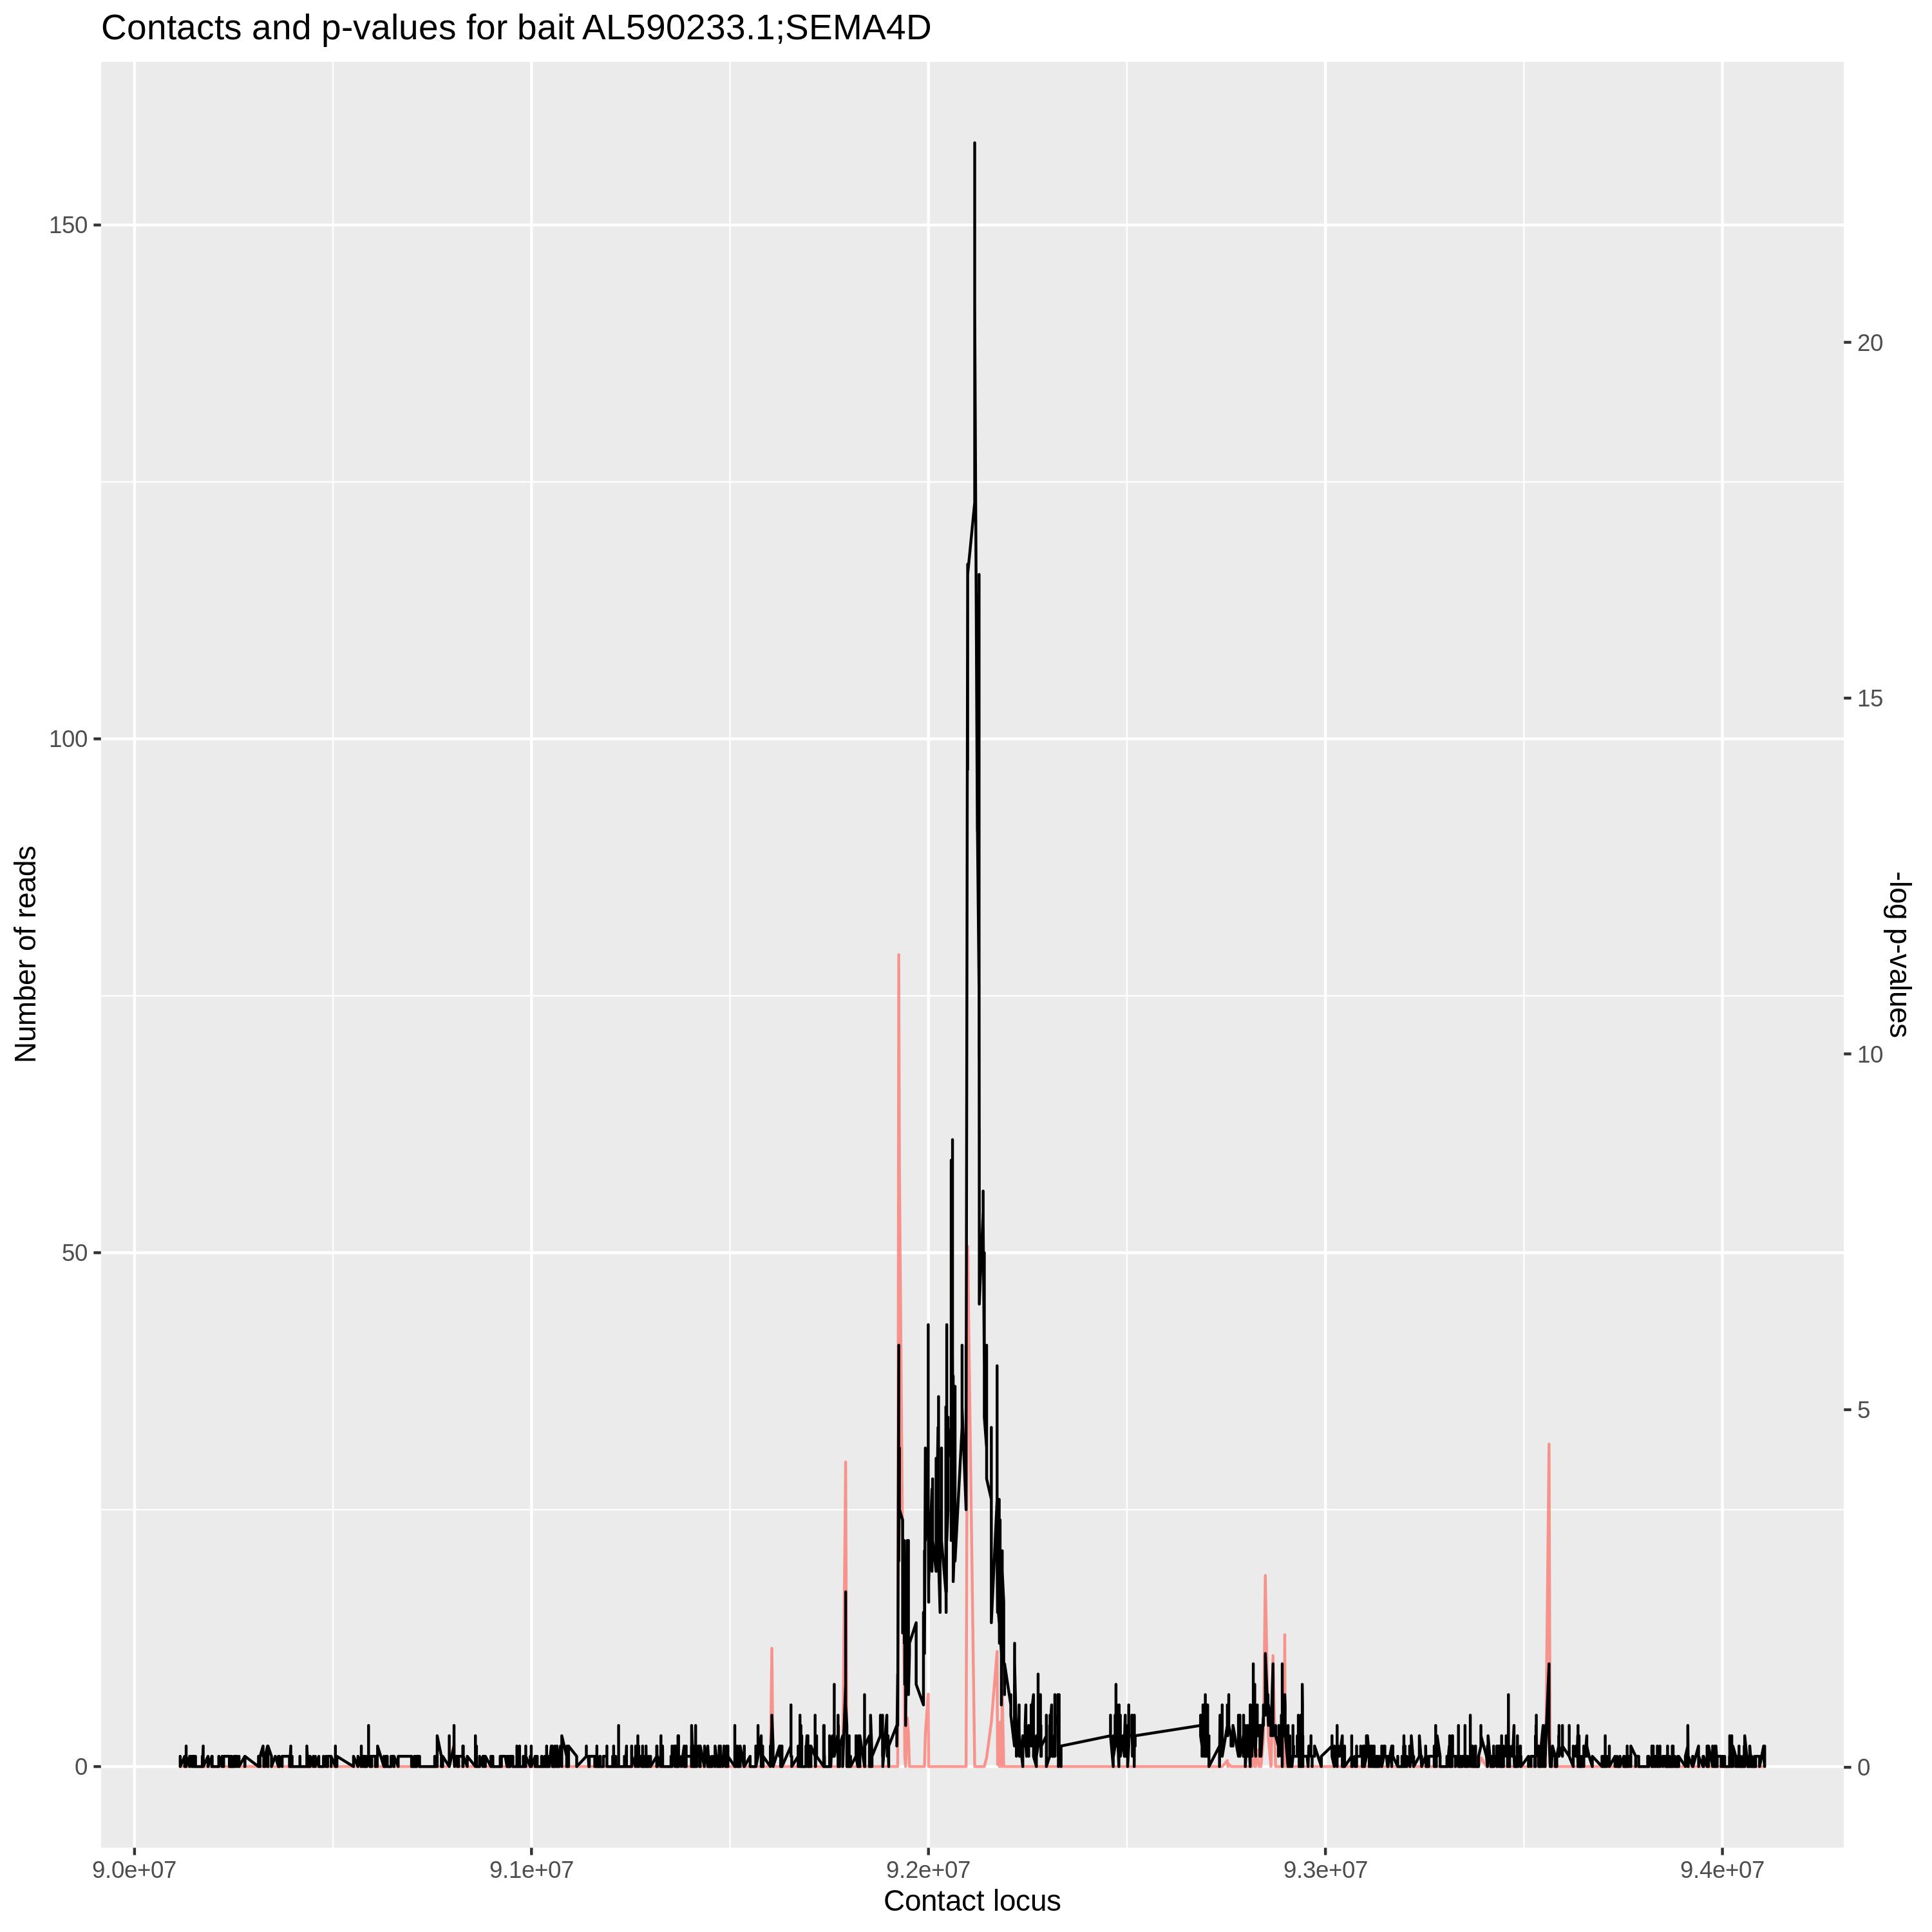 Contacts and p-values for bait AL590233.1;SEMA4D
150
100
50
0
Number of reads
20
15
10
5
0
-log p-values
9.0e+07
9.1e+07
9.2e+07
9.3e+07
9.4e+07
Contact locus